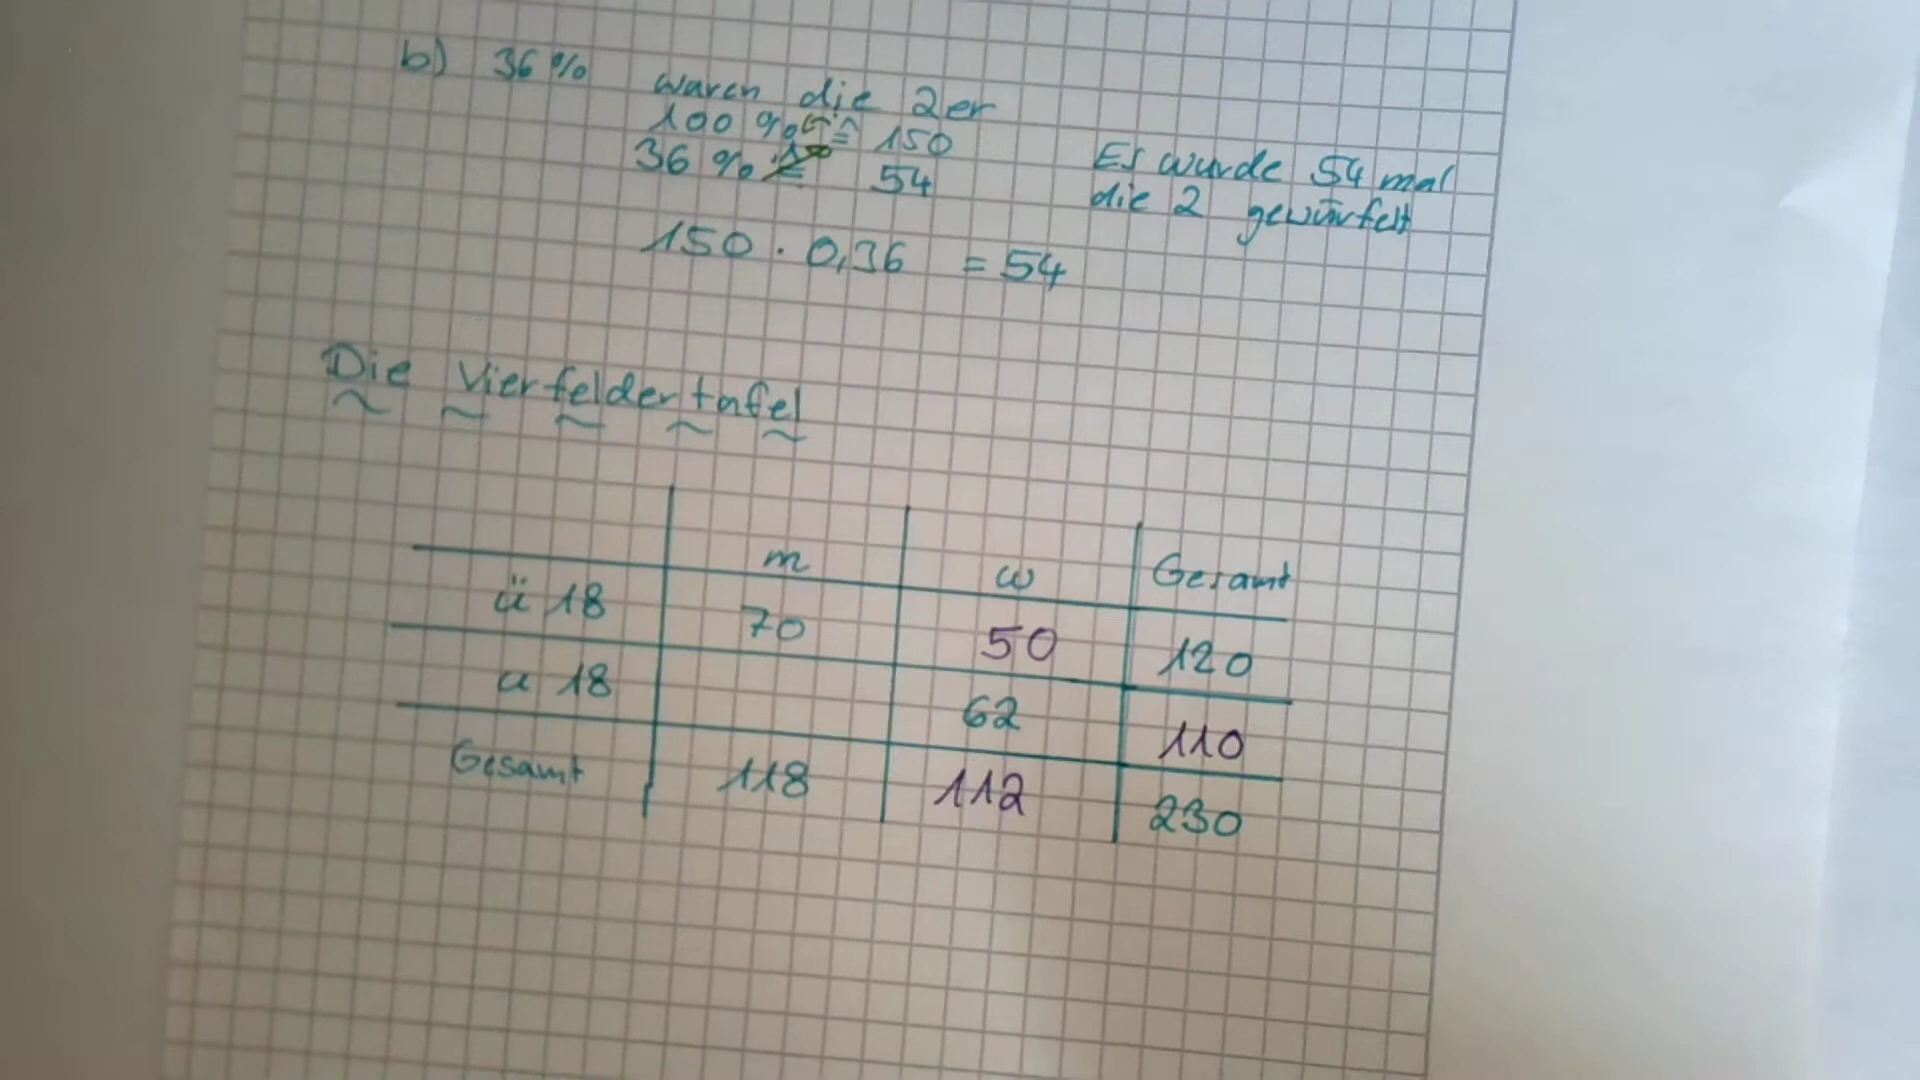 b) 36% waren die 2er
100% ≙ 150
36% ≙ 54
Es wurde 54 mal
die 2 gewürfelt
150 · 0,36 = 54
Die Vierfeldertafel
m w Gesamt
ü 18 70 50 120
u 18 62 110
Gesamt 118 112 230